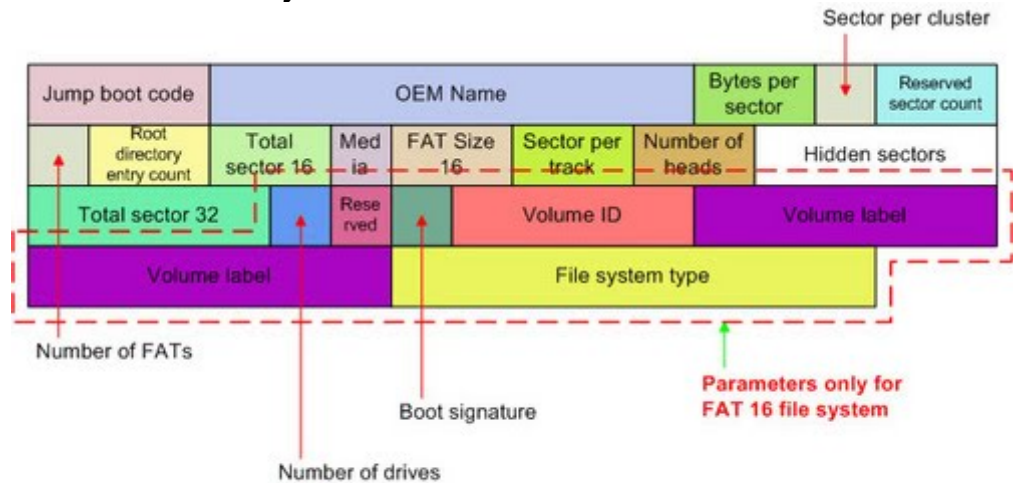 Sector per cluster
Jump boot code
OEM Name
Bytes per
sector
Reserved
sector count
Root
directory
entry count
Total
sector 16
Med
ia
FAT Size
16
Sector per
track
Number of
heads
Hidden sectors
Total sector 32
Rese
rved
Volume ID
Volume label
Volume label
File system type
Number of FATs
Boot signature
Number of drives
Parameters only for
FAT 16 file system